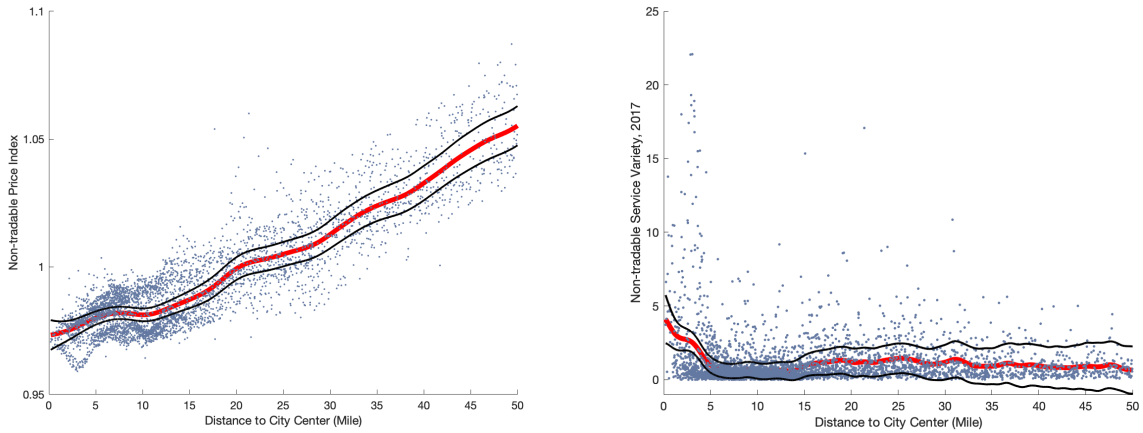 1.1
1.05
1
0.95
Non-tradable Price Index
0 5 10 15 20 25 30 35 40 45 50
Distance to City Center (Mile)
25
20
15
10
5
0
Non-tradable Service Variety, 2017
0 5 10 15 20 25 30 35 40 45 50
Distance to City Center (Mile)